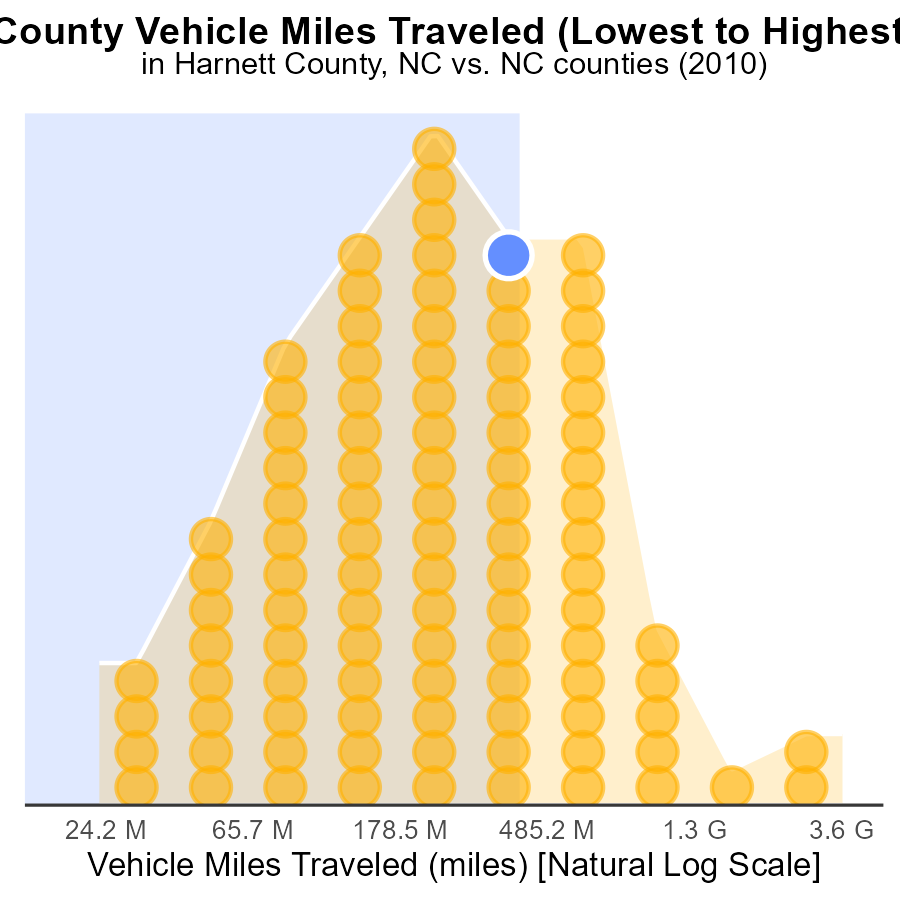 County Vehicle Miles Traveled (Lowest to Highest
in Harnett County, NC vs. NC counties (2010)
24.2 M 65.7 M 178.5 M 485.2 M 1.3 G 3.6 G
Vehicle Miles Traveled (miles) [Natural Log Scale]